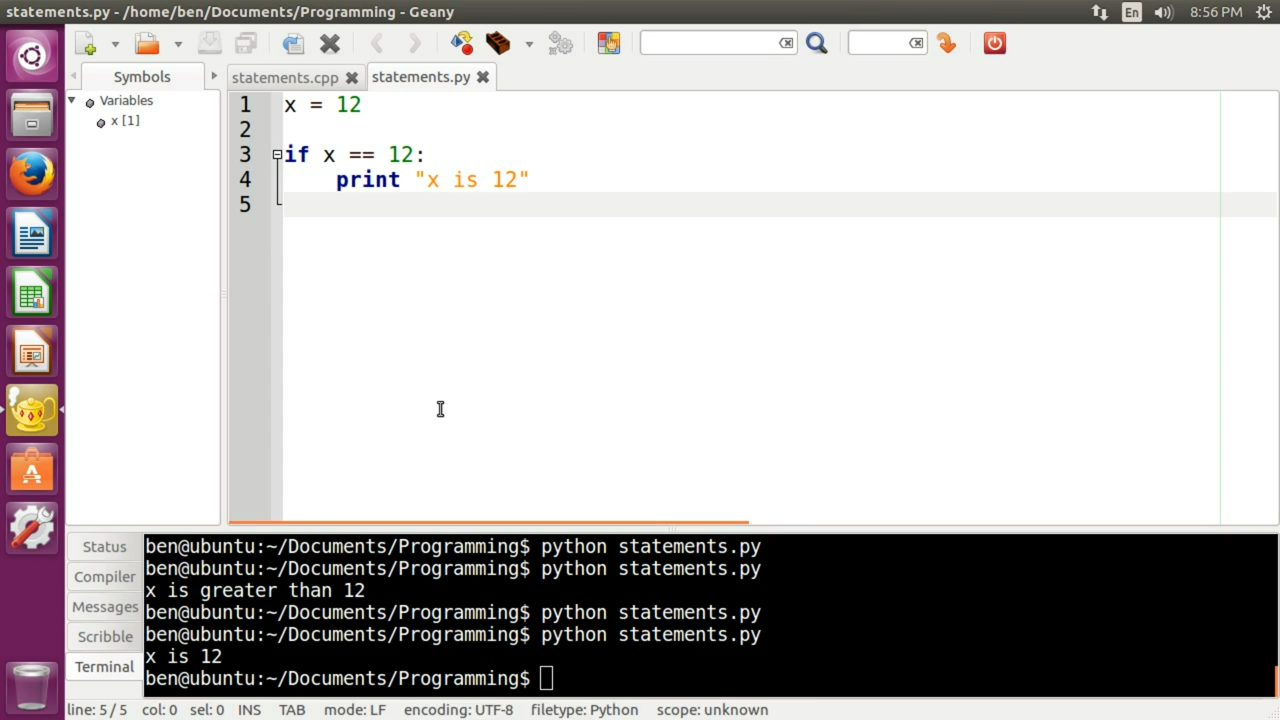 statements.py - /home/ben/Documents/Programming - Geany
En
8:56 PM
Symbols
statements.cpp
statements.py
Variables
x [1]
1 x = 12
2
3 if x == 12:
4 print "x is 12"
5
Status
Compiler
Messages
Scribble
Terminal
ben@ubuntu:~/Documents/Programming$ python statements.py
ben@ubuntu:~/Documents/Programming$ python statements.py
x is greater than 12
ben@ubuntu:~/Documents/Programming$ python statements.py
ben@ubuntu:~/Documents/Programming$ python statements.py
x is 12
ben@ubuntu:~/Documents/Programming$
line: 5 / 5 col: 0 sel: 0 INS TAB mode: LF encoding: UTF-8 filetype: Python scope: unknown